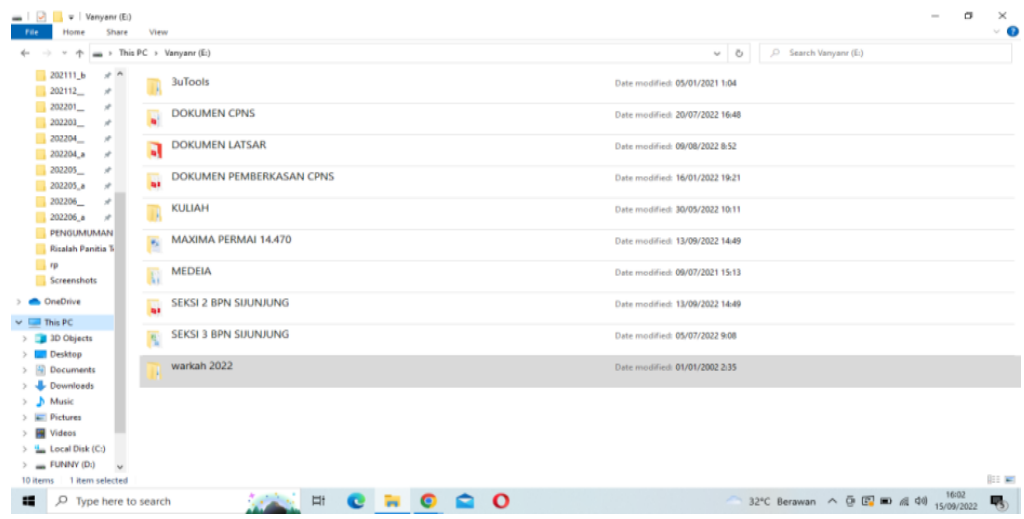 Vanyanr (E:)
File Home Share View
This PC > Vanyanr (E:)
Search Vanyanr (E:)
202111_b
202112__
202201__
202203__
202204__
202204_a
202205__
202205_a
202206__
202206_a
PENGUMUMAN
Risalah Panitia T
rp
Screenshots
OneDrive
This PC
3D Objects
Desktop
Documents
Downloads
Music
Pictures
Videos
Local Disk (C:)
FUNNY (D:)
3uTools Date modified: 05/01/2021 1:04
DOKUMEN CPNS Date modified: 20/07/2022 16:48
DOKUMEN LATSAR Date modified: 09/08/2022 8:52
DOKUMEN PEMBERKASAN CPNS Date modified: 16/01/2022 19:21
KULIAH Date modified: 30/05/2022 10:11
MAXIMA PERMAI 14.470 Date modified: 13/09/2022 14:49
MEDEIA Date modified: 09/07/2021 15:13
SEKSI 2 BPN SIJUNJUNG Date modified: 13/09/2022 14:49
SEKSI 3 BPN SIJUNJUNG Date modified: 05/07/2022 9:08
warkah 2022 Date modified: 01/01/2002 2:35
10 items 1 item selected
Type here to search
32°C Berawan
16:02
15/09/2022